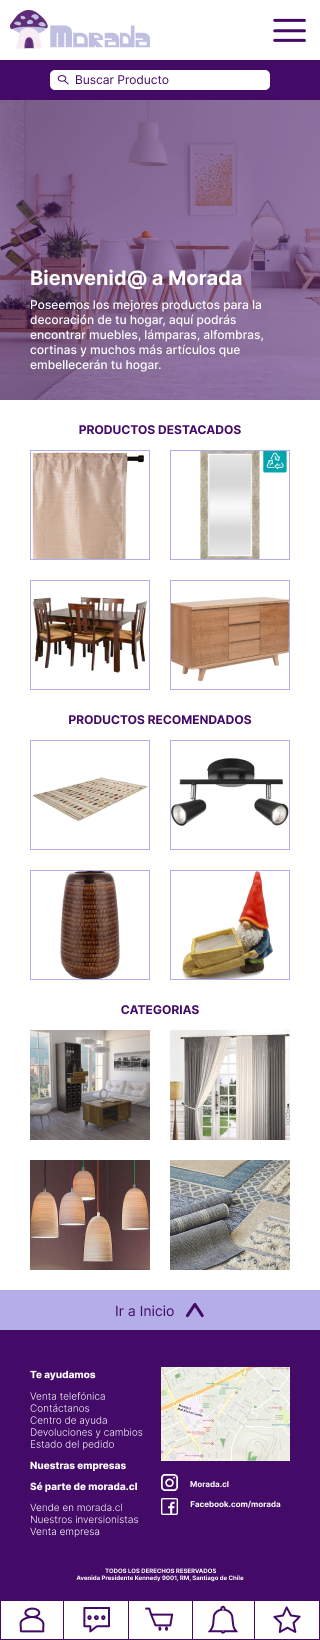 Morada
Buscar Producto
Bienvenid@ a Morada
Poseemos los mejores productos para la
decoración de tu hogar, aquí podrás
encontrar muebles, lámparas, alfombras,
cortinas y muchos más artículos que
embellecerán tu hogar.
PRODUCTOS DESTACADOS
PRODUCTOS RECOMENDADOS
CATEGORIAS
Ir a Inicio
Te ayudamos
Venta telefónica
Contáctanos
Centro de ayuda
Devoluciones y cambios
Estado del pedido
Nuestras empresas
Sé parte de morada.cl
Vende en morada.cl
Nuestros inversionistas
Venta empresa
Morada.cl
Facebook.com/morada
TODOS LOS DERECHOS RESERVADOS
Avenida Presidente Kennedy 9001, RM, Santiago de Chile